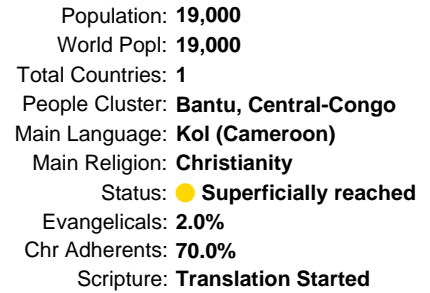 Population: 19,000
World Popl: 19,000
Total Countries: 1
People Cluster: Bantu, Central-Congo
Main Language: Kol (Cameroon)
Main Religion: Christianity
Status: Superficially reached
Evangelicals: 2.0%
Chr Adherents: 70.0%
Scripture: Translation Started